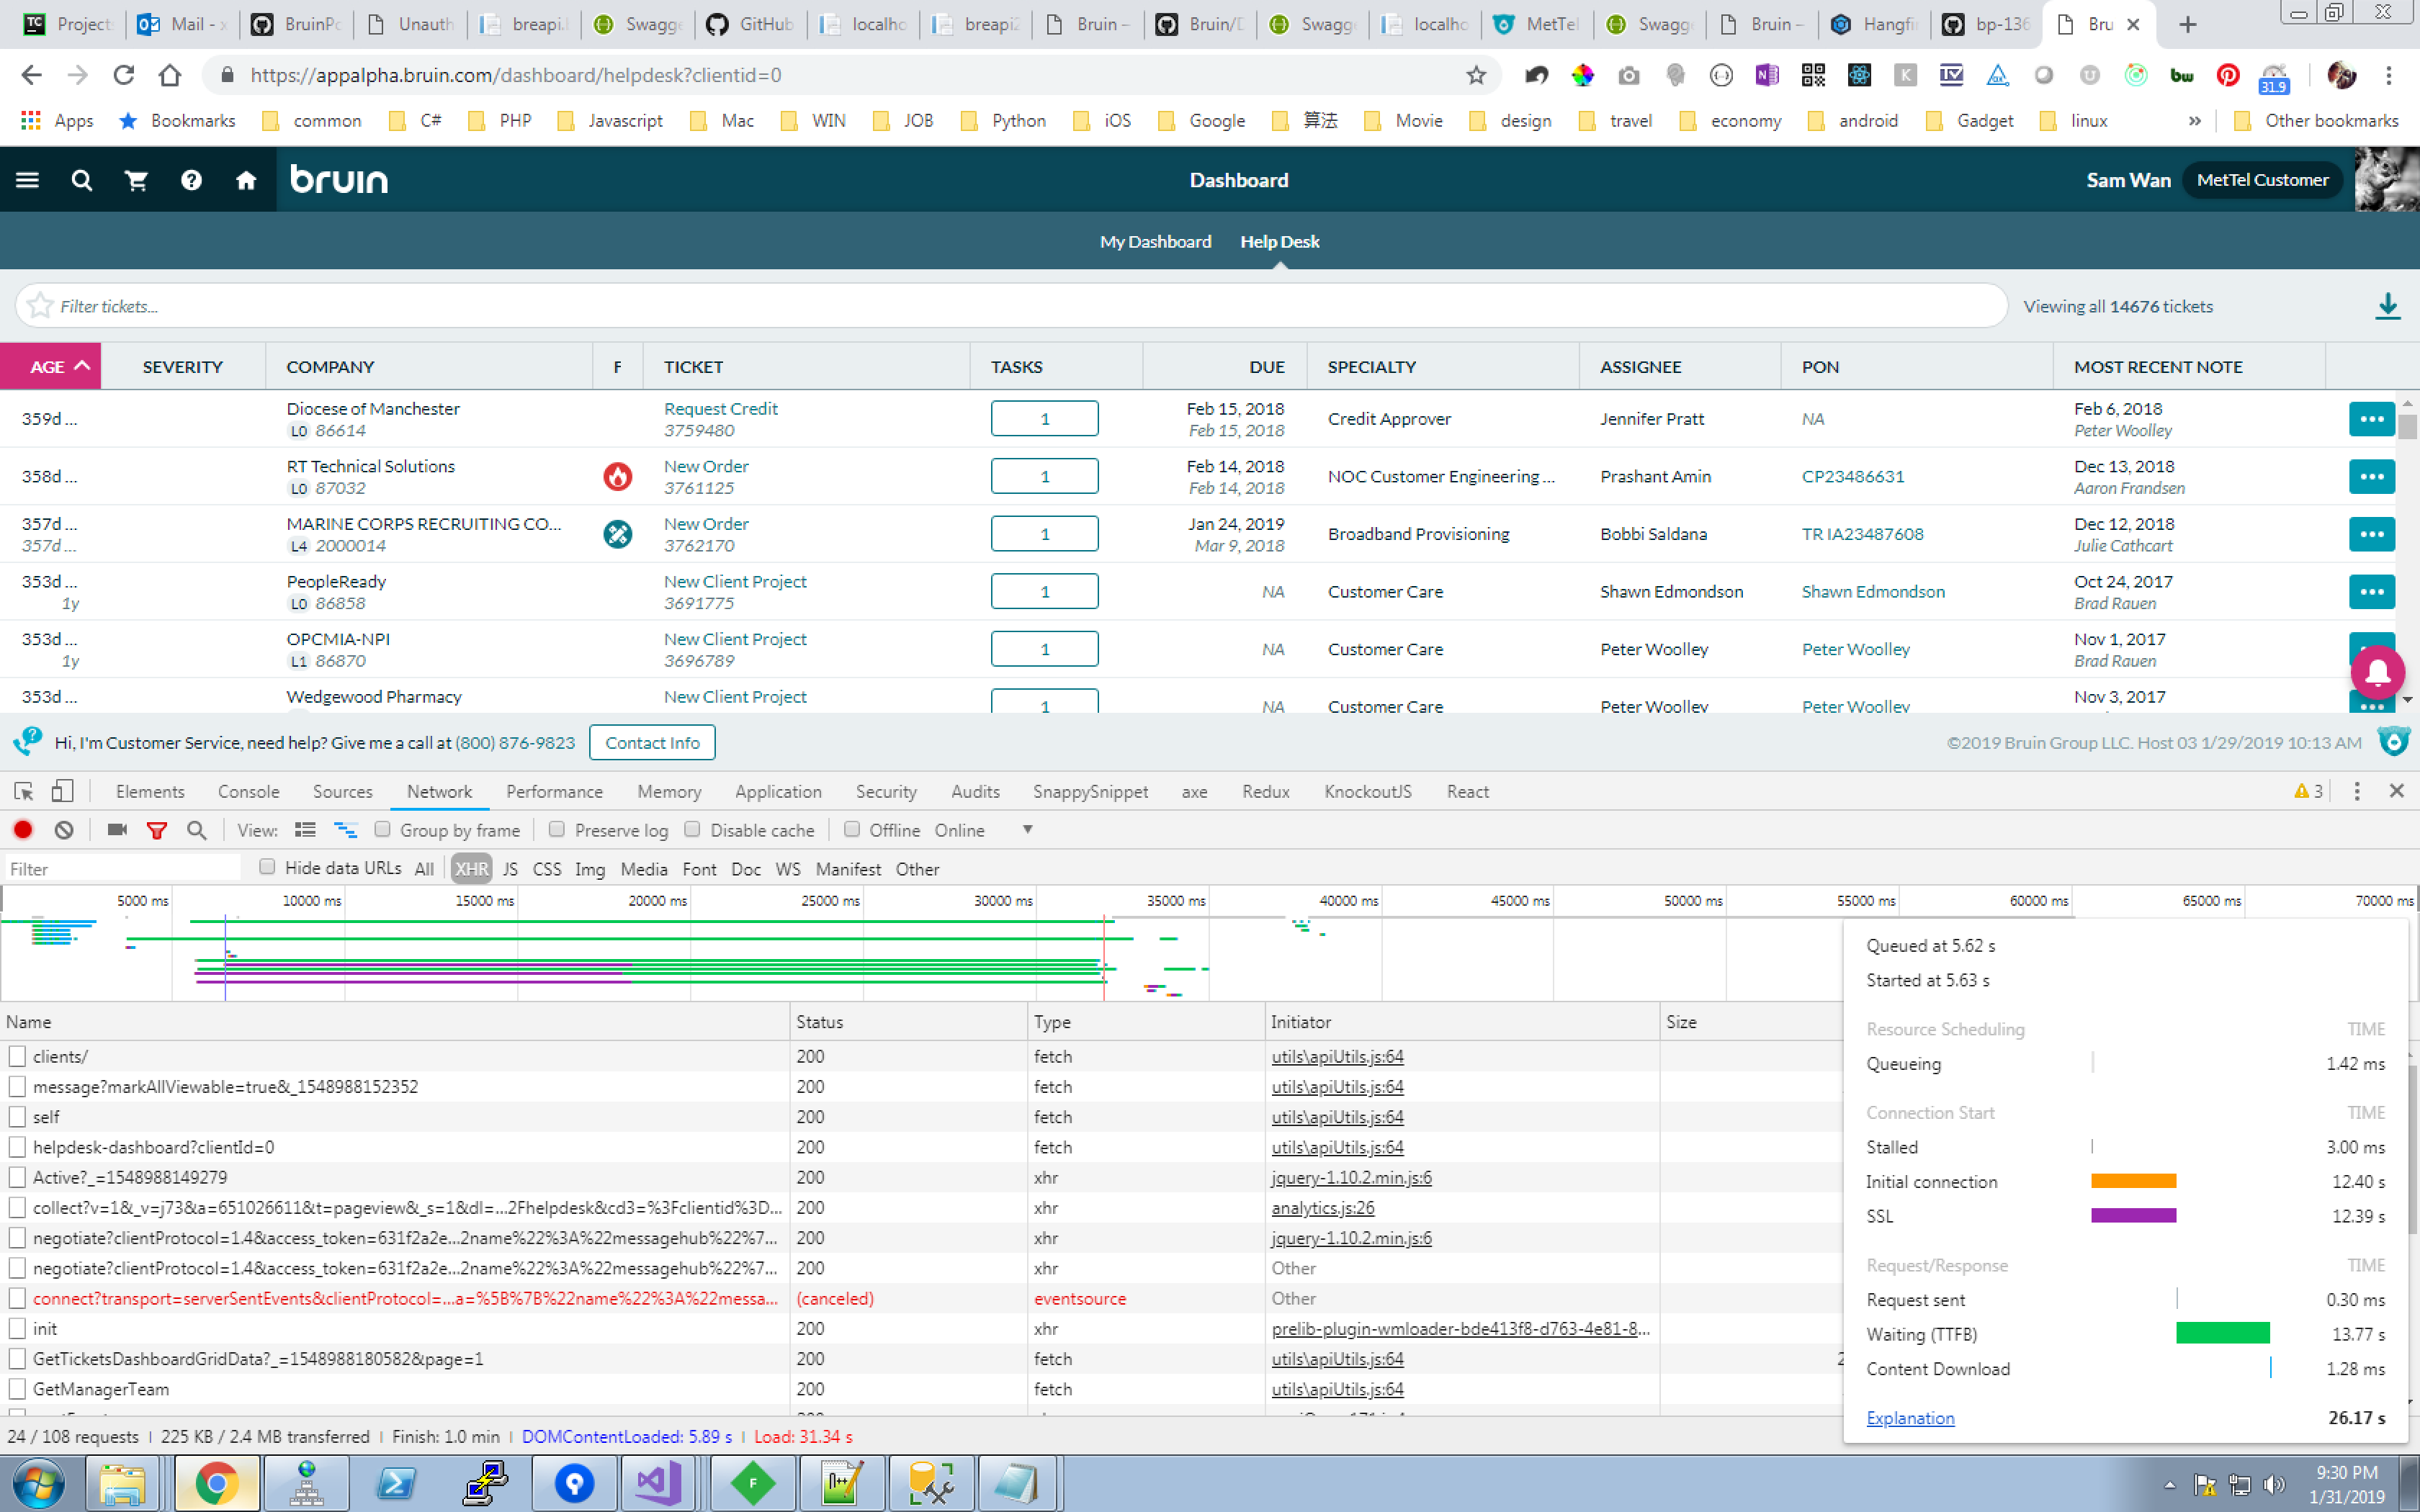 Projects Mail - x BruinPo Unauth breapi.l Swagge GitHub localho breapi2 Bruin – Bruin/D Swagge localho MetTel Swagge Bruin – Hangfi bp-136 Bru
https://appalpha.bruin.com/dashboard/helpdesk?clientid=0 31.9
Apps Bookmarks common C# PHP Javascript Mac WIN JOB Python iOS Google 算法 Movie design travel economy android Gadget linux » Other bookmarks
bruin Dashboard Sam Wan MetTel Customer
My Dashboard Help Desk
Filter tickets... Viewing all 14676 tickets
AGE SEVERITY COMPANY F TICKET TASKS DUE SPECIALTY ASSIGNEE PON MOST RECENT NOTE
359d ... Diocese of Manchester Request Credit 1 Feb 15, 2018 Credit Approver Jennifer Pratt NA Feb 6, 2018
L0 86614 3759480 Feb 15, 2018 Peter Woolley
358d ... RT Technical Solutions New Order 1 Feb 14, 2018 NOC Customer Engineering ... Prashant Amin CP23486631 Dec 13, 2018
L0 87032 3761125 Feb 14, 2018 Aaron Frandsen
357d ... MARINE CORPS RECRUITING CO... New Order 1 Jan 24, 2019 Broadband Provisioning Bobbi Saldana TR IA23487608 Dec 12, 2018
357d ... L4 2000014 3762170 Mar 9, 2018 Julie Cathcart
353d ... PeopleReady New Client Project 1 NA Customer Care Shawn Edmondson Shawn Edmondson Oct 24, 2017
1y L0 86858 3691775 Brad Rauen
353d ... OPCMIA-NPI New Client Project 1 NA Customer Care Peter Woolley Peter Woolley Nov 1, 2017
1y L1 86870 3696789 Brad Rauen
353d ... Wedgewood Pharmacy New Client Project 1 NA Customer Care Peter Woolley Peter Woolley Nov 3, 2017
Hi, I'm Customer Service, need help? Give me a call at (800) 876-9823 Contact Info ©2019 Bruin Group LLC. Host 03 1/29/2019 10:13 AM
Elements Console Sources Network Performance Memory Application Security Audits SnappySnippet axe Redux KnockoutJS React 3
View: Group by frame Preserve log Disable cache Offline Online
Filter Hide data URLs All XHR JS CSS Img Media Font Doc WS Manifest Other
5000 ms 10000 ms 15000 ms 20000 ms 25000 ms 30000 ms 35000 ms 40000 ms 45000 ms 50000 ms 55000 ms 60000 ms 65000 ms 70000 ms
Name Status Type Initiator Size
clients/ 200 fetch utils\apiUtils.js:64
message?markAllViewable=true&_1548988152352 200 fetch utils\apiUtils.js:64
self 200 fetch utils\apiUtils.js:64
helpdesk-dashboard?clientId=0 200 fetch utils\apiUtils.js:64
Active?_=1548988149279 200 xhr jquery-1.10.2.min.js:6
collect?v=1&_v=j73&a=651026611&t=pageview&_s=1&dl=...2Fhelpdesk&cd3=%3Fclientid%3D... 200 xhr analytics.js:26
negotiate?clientProtocol=1.4&access_token=631f2a2e...2name%22%3A%22messagehub%22%7... 200 xhr jquery-1.10.2.min.js:6
negotiate?clientProtocol=1.4&access_token=631f2a2e...2name%22%3A%22messagehub%22%7... 200 xhr Other
connect?transport=serverSentEvents&clientProtocol=...a=%5B%7B%22name%22%3A%22messa... (canceled) eventsource Other
init 200 xhr prelib-plugin-wmloader-bde413f8-d763-4e81-8...
GetTicketsDashboardGridData?_=1548988180582&page=1 200 fetch utils\apiUtils.js:64
GetManagerTeam 200 fetch utils\apiUtils.js:64
Queued at 5.62 s
Started at 5.63 s
Resource Scheduling TIME
Queueing 1.42 ms
Connection Start TIME
Stalled 3.00 ms
Initial connection 12.40 s
SSL 12.39 s
Request/Response TIME
Request sent 0.30 ms
Waiting (TTFB) 13.77 s
Content Download 1.28 ms
Explanation 26.17 s
24 / 108 requests | 225 KB / 2.4 MB transferred | Finish: 1.0 min | DOMContentLoaded: 5.89 s | Load: 31.34 s
9:30 PM
1/31/2019